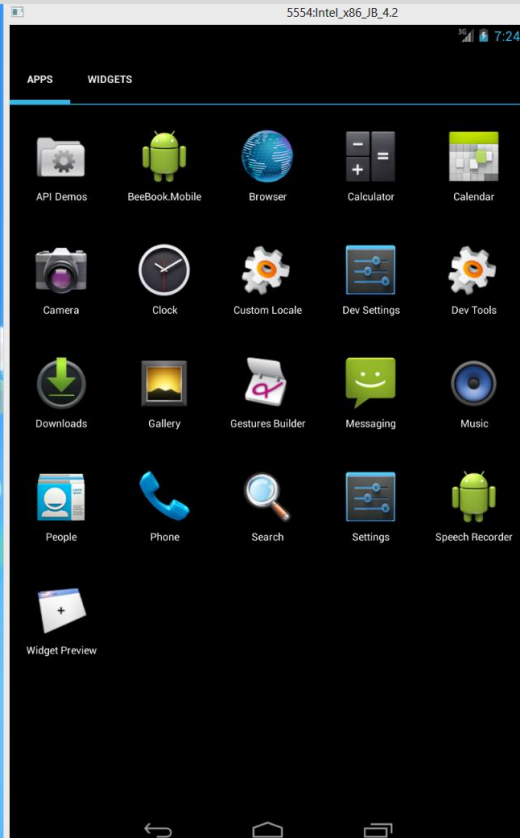 5554:Intel_x86_JB_4.2
3G 7:24
APPS WIDGETS
API Demos BeeBook.Mobile Browser Calculator Calendar
Camera Clock Custom Locale Dev Settings Dev Tools
Downloads Gallery Gestures Builder Messaging Music
People Phone Search Settings Speech Recorder
Widget Preview